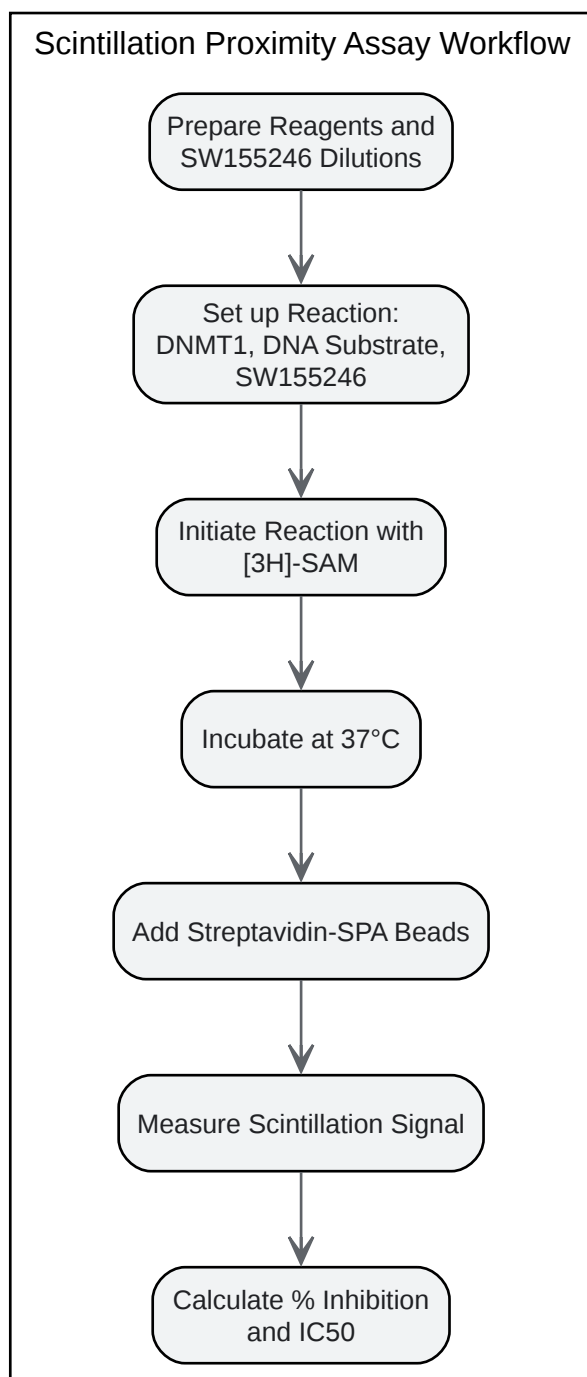 Scintillation Proximity Assay Workflow
Prepare Reagents and
SW155246 Dilutions
Set up Reaction:
DNMT1, DNA Substrate,
SW155246
Initiate Reaction with
[3H]-SAM
Incubate at 37°C
Add Streptavidin-SPA Beads
Measure Scintillation Signal
Calculate % Inhibition
and IC50